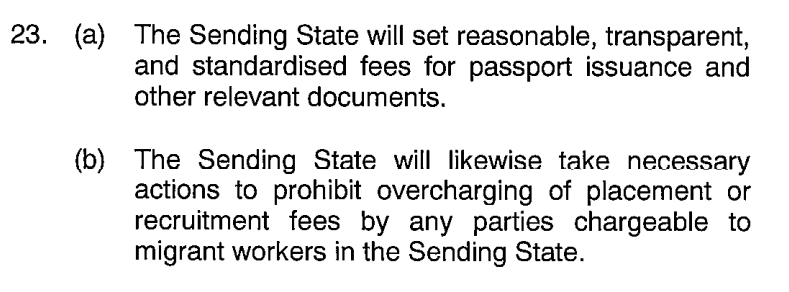 23. (a) The Sending State will set reasonable, transparent,
and standardised fees for passport issuance and
other relevant documents.
(b) The Sending State will likewise take necessary
actions to prohibit overcharging of placement or
recruitment fees by any parties chargeable to
migrant workers in the Sending State.